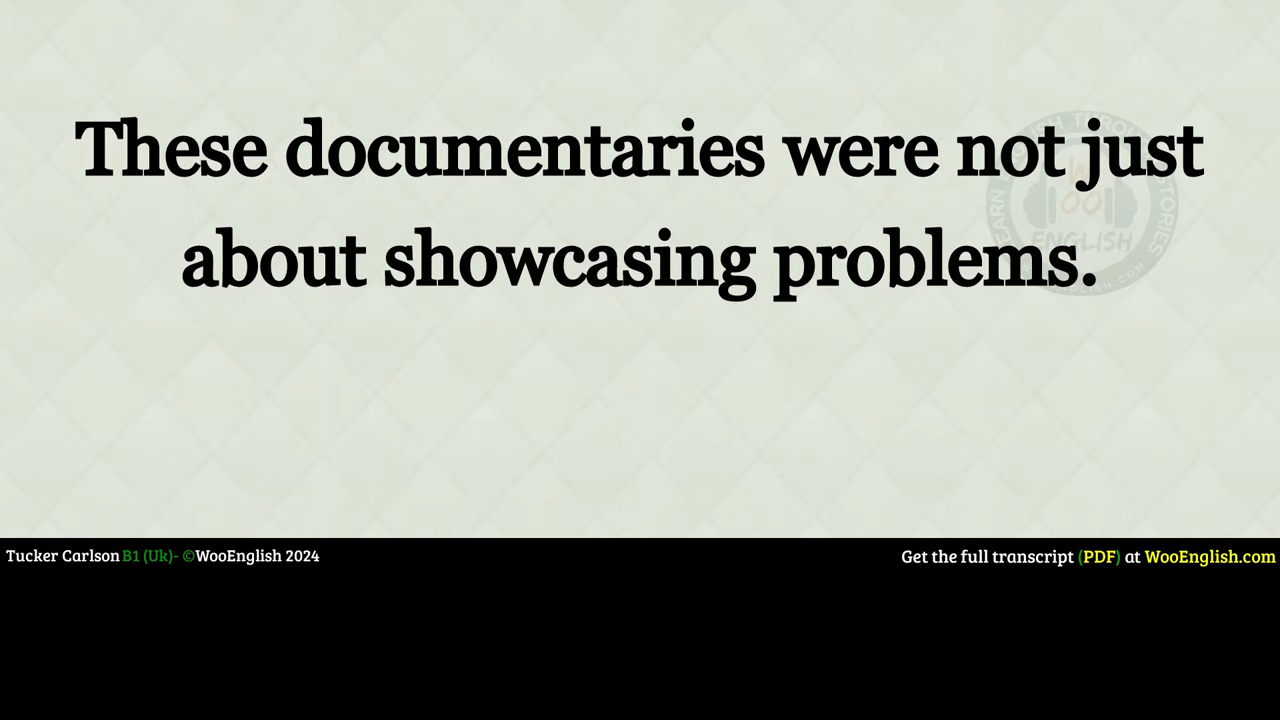 These documentaries were not just
about showcasing problems.
ENGLISH
Tucker Carlson B1 (Uk)- ©WooEnglish 2024
Get the full transcript (PDF) at WooEnglish.com